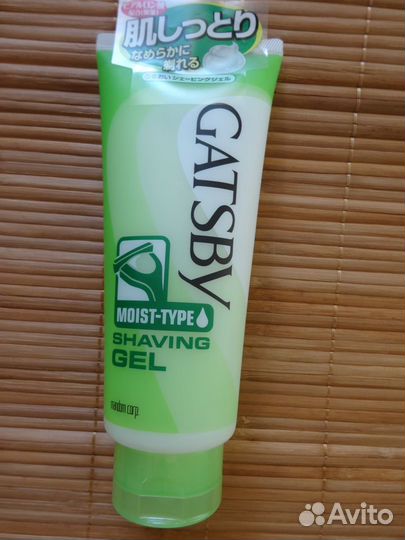 肌しっとり
なめらかに
剃れる
GATSBY
MOIST-TYPE
SHAVING
GEL
mandom corp.
Avito